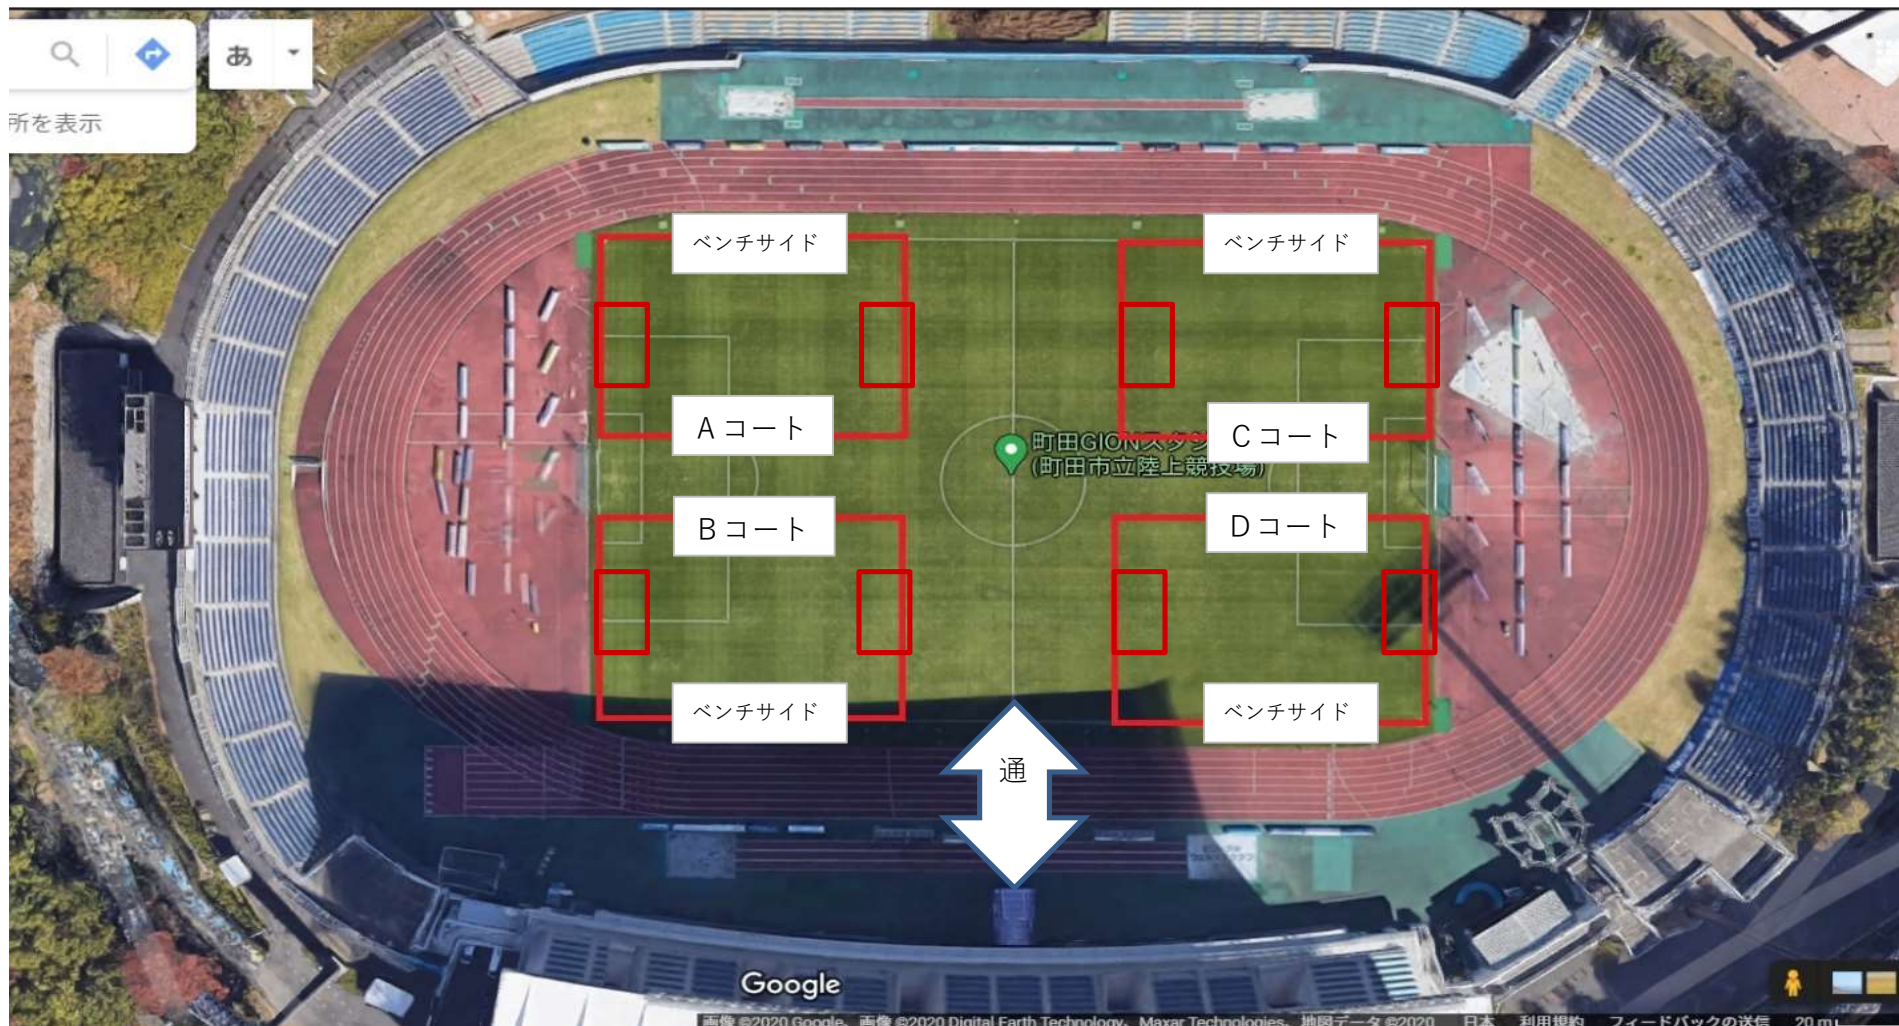 あ
所を表示
ベンチサイド
ベンチサイド
Aコート
Cコート
町田GIONスタジ
(町田市立陸上競技場)
Bコート
Dコート
ベンチサイド
ベンチサイド
通
Google
画像 ©2020 Google、画像 ©2020 Digital Earth Technology、Maxar Technologies、地図データ ©2020 日本 利用規約 フィードバックの送信 20 m